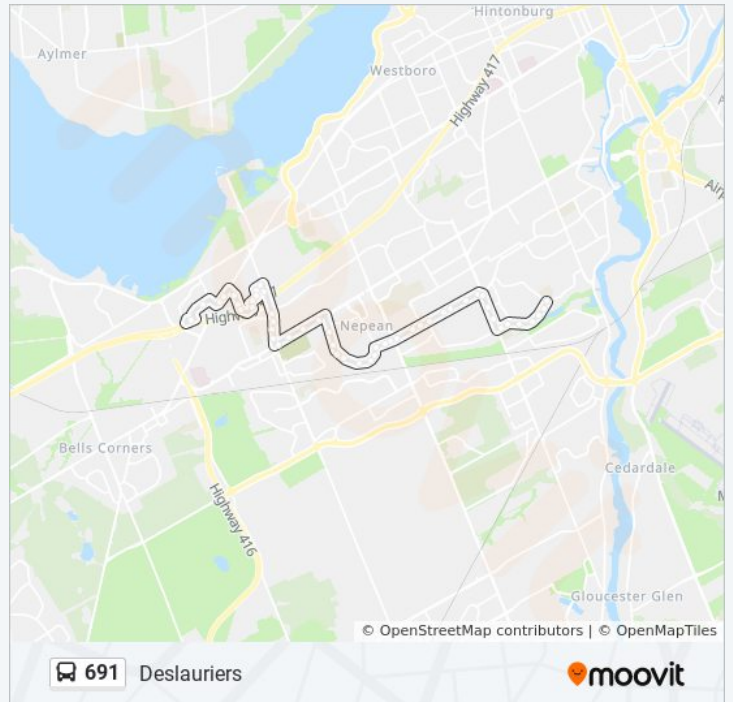 Hintonburg
Aylmer
Westboro
Highway 417
Nepean
Bells Corners
Cedardale
Highway 416
Gloucester Glen
© OpenStreetMap contributors | © OpenMapTiles
691 Deslauriers
moovit